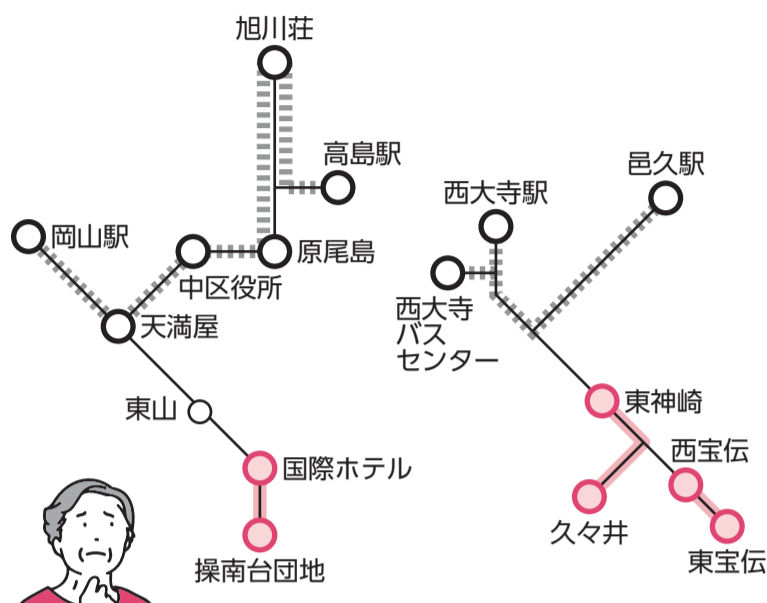 旭川荘
高島駅
岡山駅
中区役所
原尾島
天満屋
東山
国際ホテル
操南台団地
西大寺駅
邑久駅
西大寺
バス
センター
東神崎
西宝伝
久々井
東宝伝